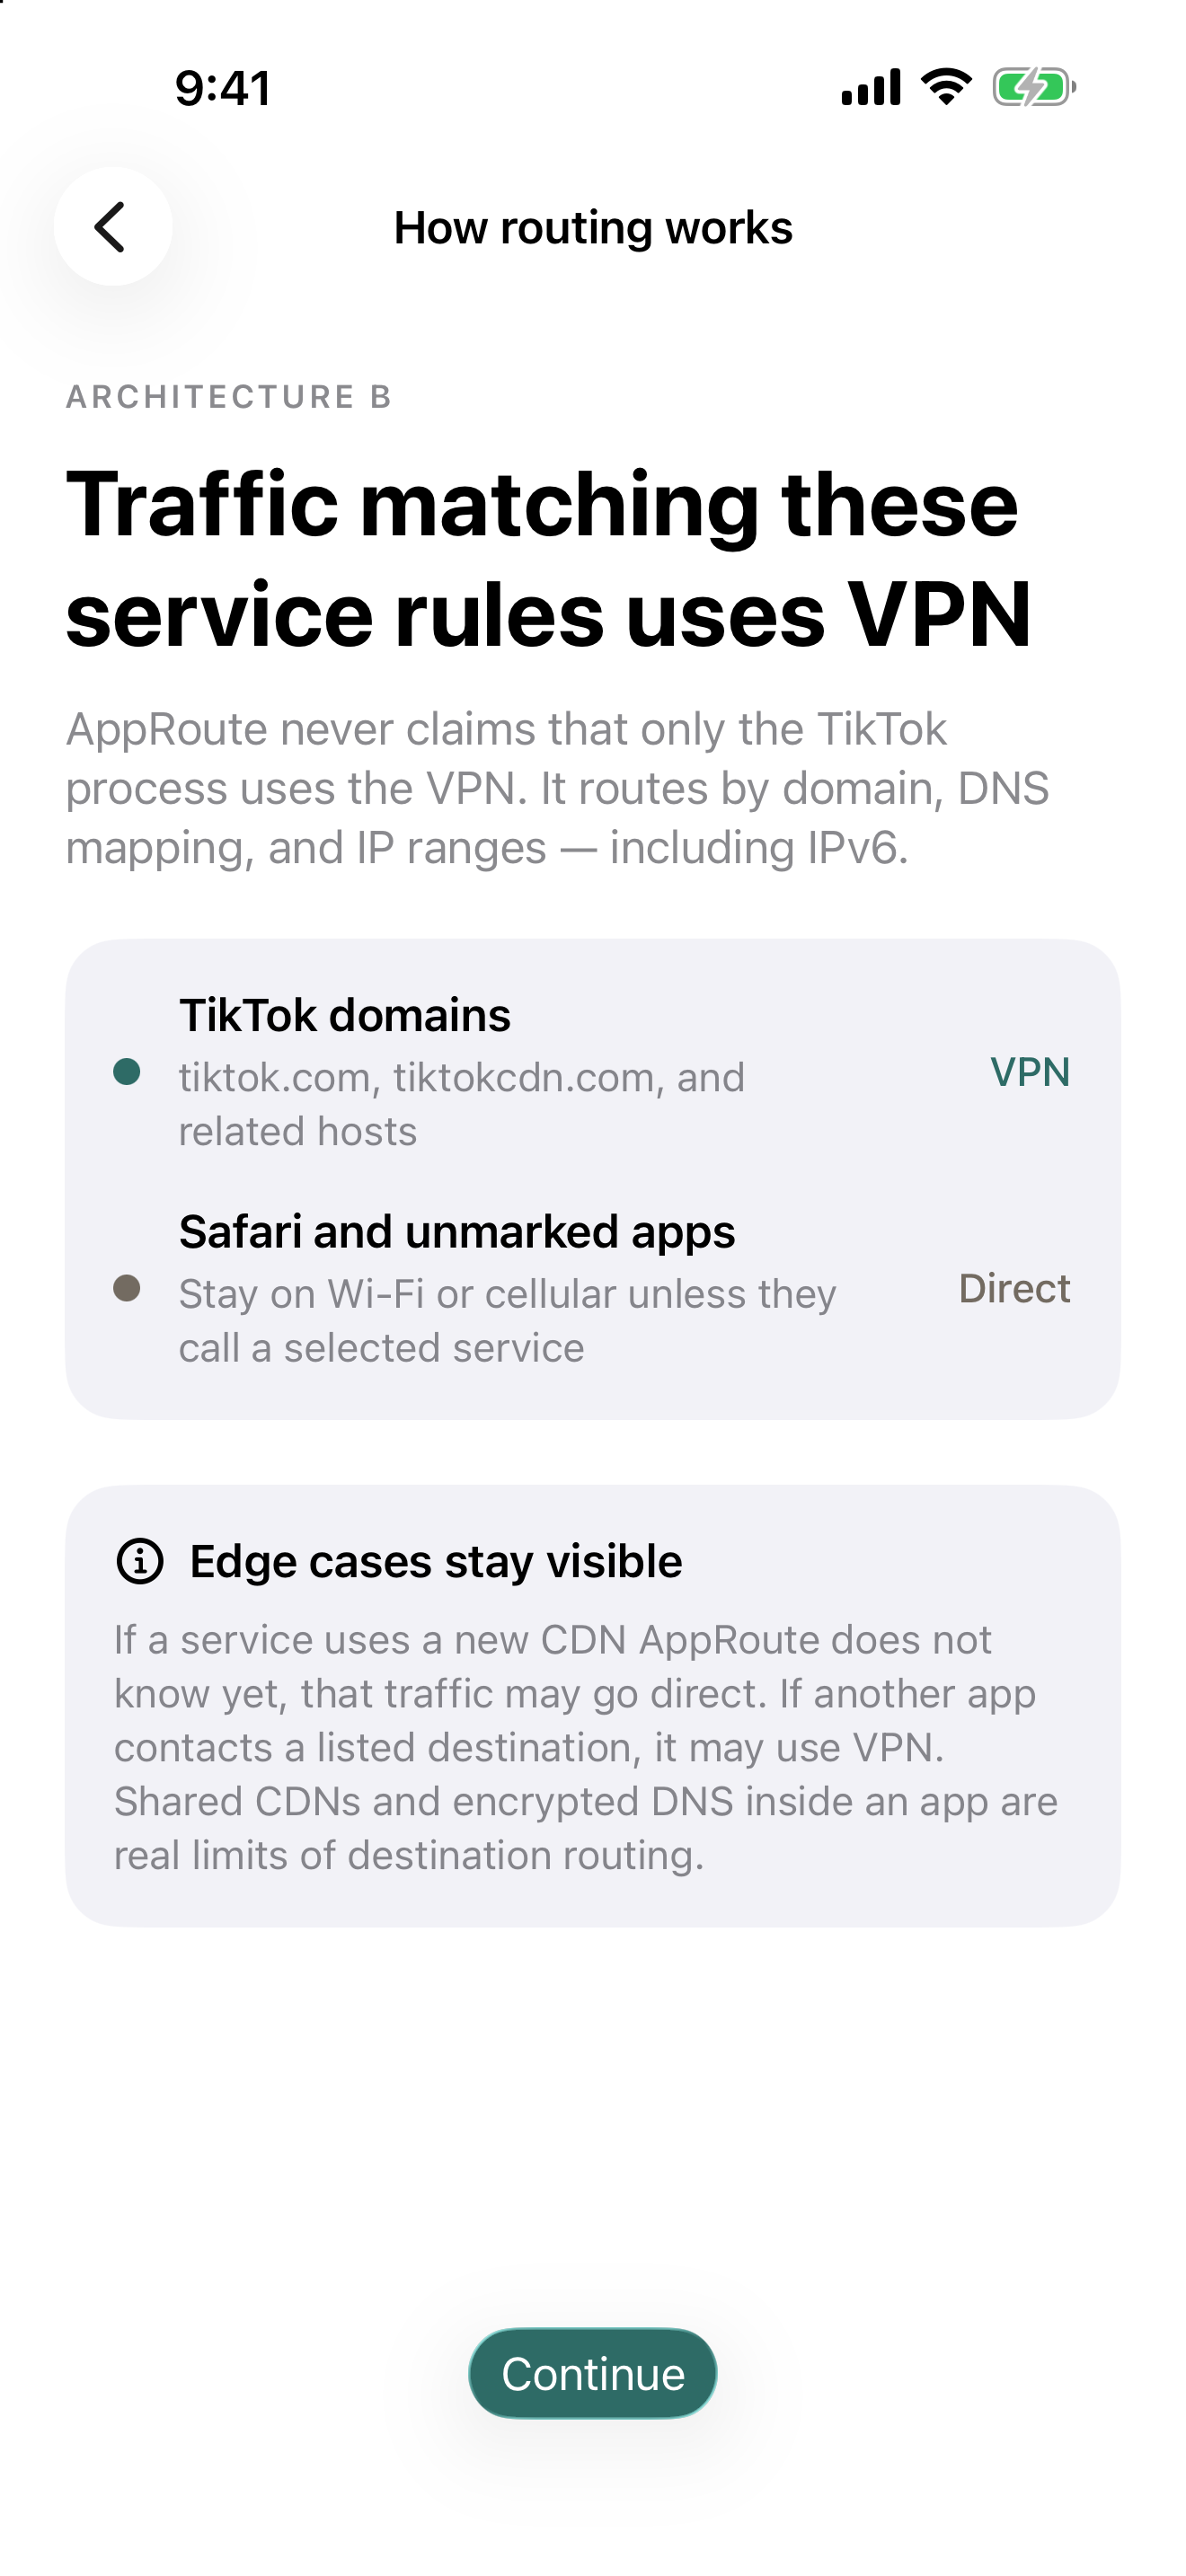 9:41
How routing works
ARCHITECTURE B
Traffic matching these
service rules uses VPN
AppRoute never claims that only the TikTok
process uses the VPN. It routes by domain, DNS
mapping, and IP ranges — including IPv6.
TikTok domains
tiktok.com, tiktokcdn.com, and
related hosts
VPN
Safari and unmarked apps
Stay on Wi-Fi or cellular unless they
call a selected service
Direct
Edge cases stay visible
If a service uses a new CDN AppRoute does not
know yet, that traffic may go direct. If another app
contacts a listed destination, it may use VPN.
Shared CDNs and encrypted DNS inside an app are
real limits of destination routing.
Continue